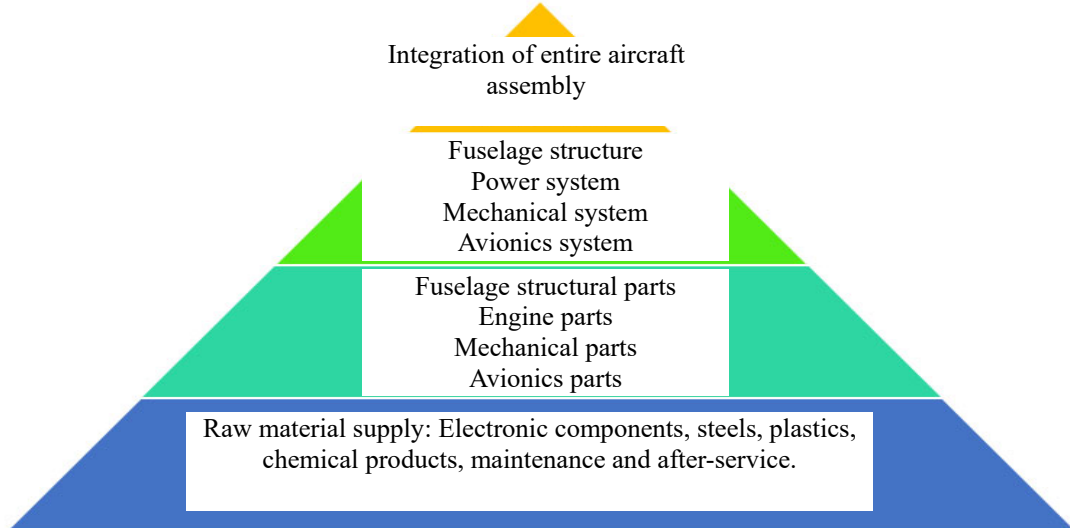 Integration of entire aircraft
assembly
Fuselage structure
Power system
Mechanical system
Avionics system
Fuselage structural parts
Engine parts
Mechanical parts
Avionics parts
Raw material supply: Electronic components, steels, plastics,
chemical products, maintenance and after-service.